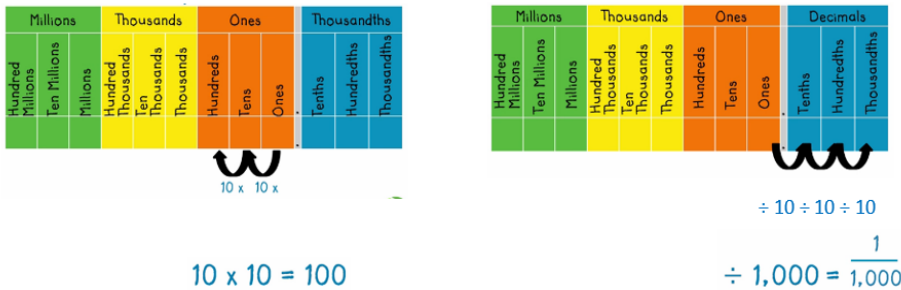 Millions Thousands Ones Thousandths
Hundred Millions Ten Millions Millions Hundred Thousands Ten Thousands Thousands Hundreds Tens Ones . Tenths Hundredths Thousandths
.
10 x 10 x
10 x 10 = 100
Millions Thousands Ones Decimals
Hundred Millions Ten Millions Millions Hundred Thousands Ten Thousands Thousands Hundreds Tens Ones . Tenths Hundredths Thousandths
.
÷ 10 ÷ 10 ÷ 10
÷ 1,000 = 1/1,000